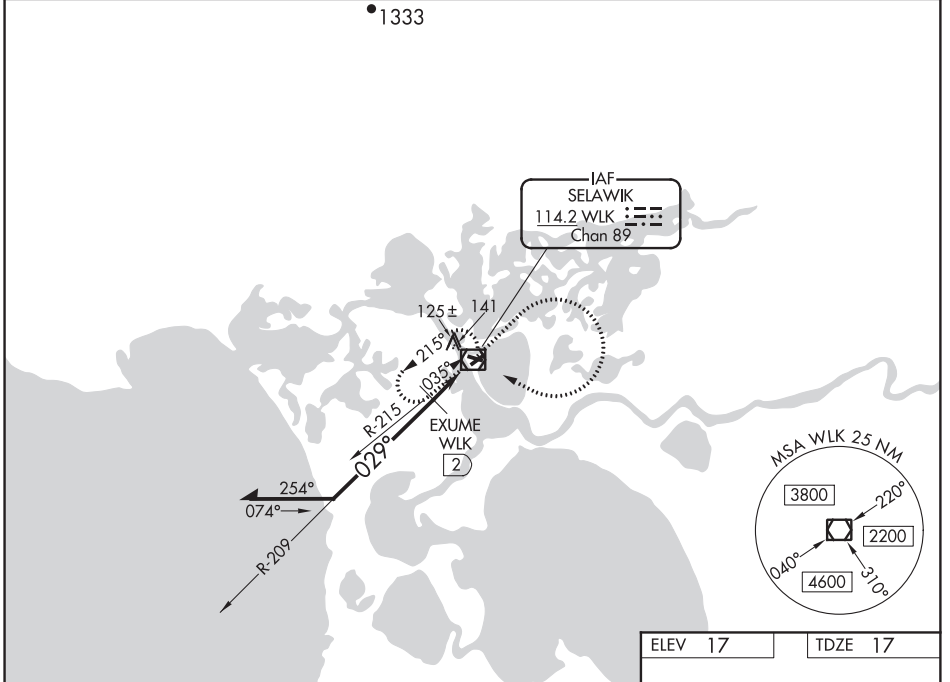 1333
IAF
SELAWIK
114.2 WLK
Chan 89
125± 141
215°
035°
R-215
029°
EXUME
WLK
2
254°
074°
R-209
MSA WLK 25 NM
3800
220°
2200
040°
4600
310°
ELEV 17 TDZE 17